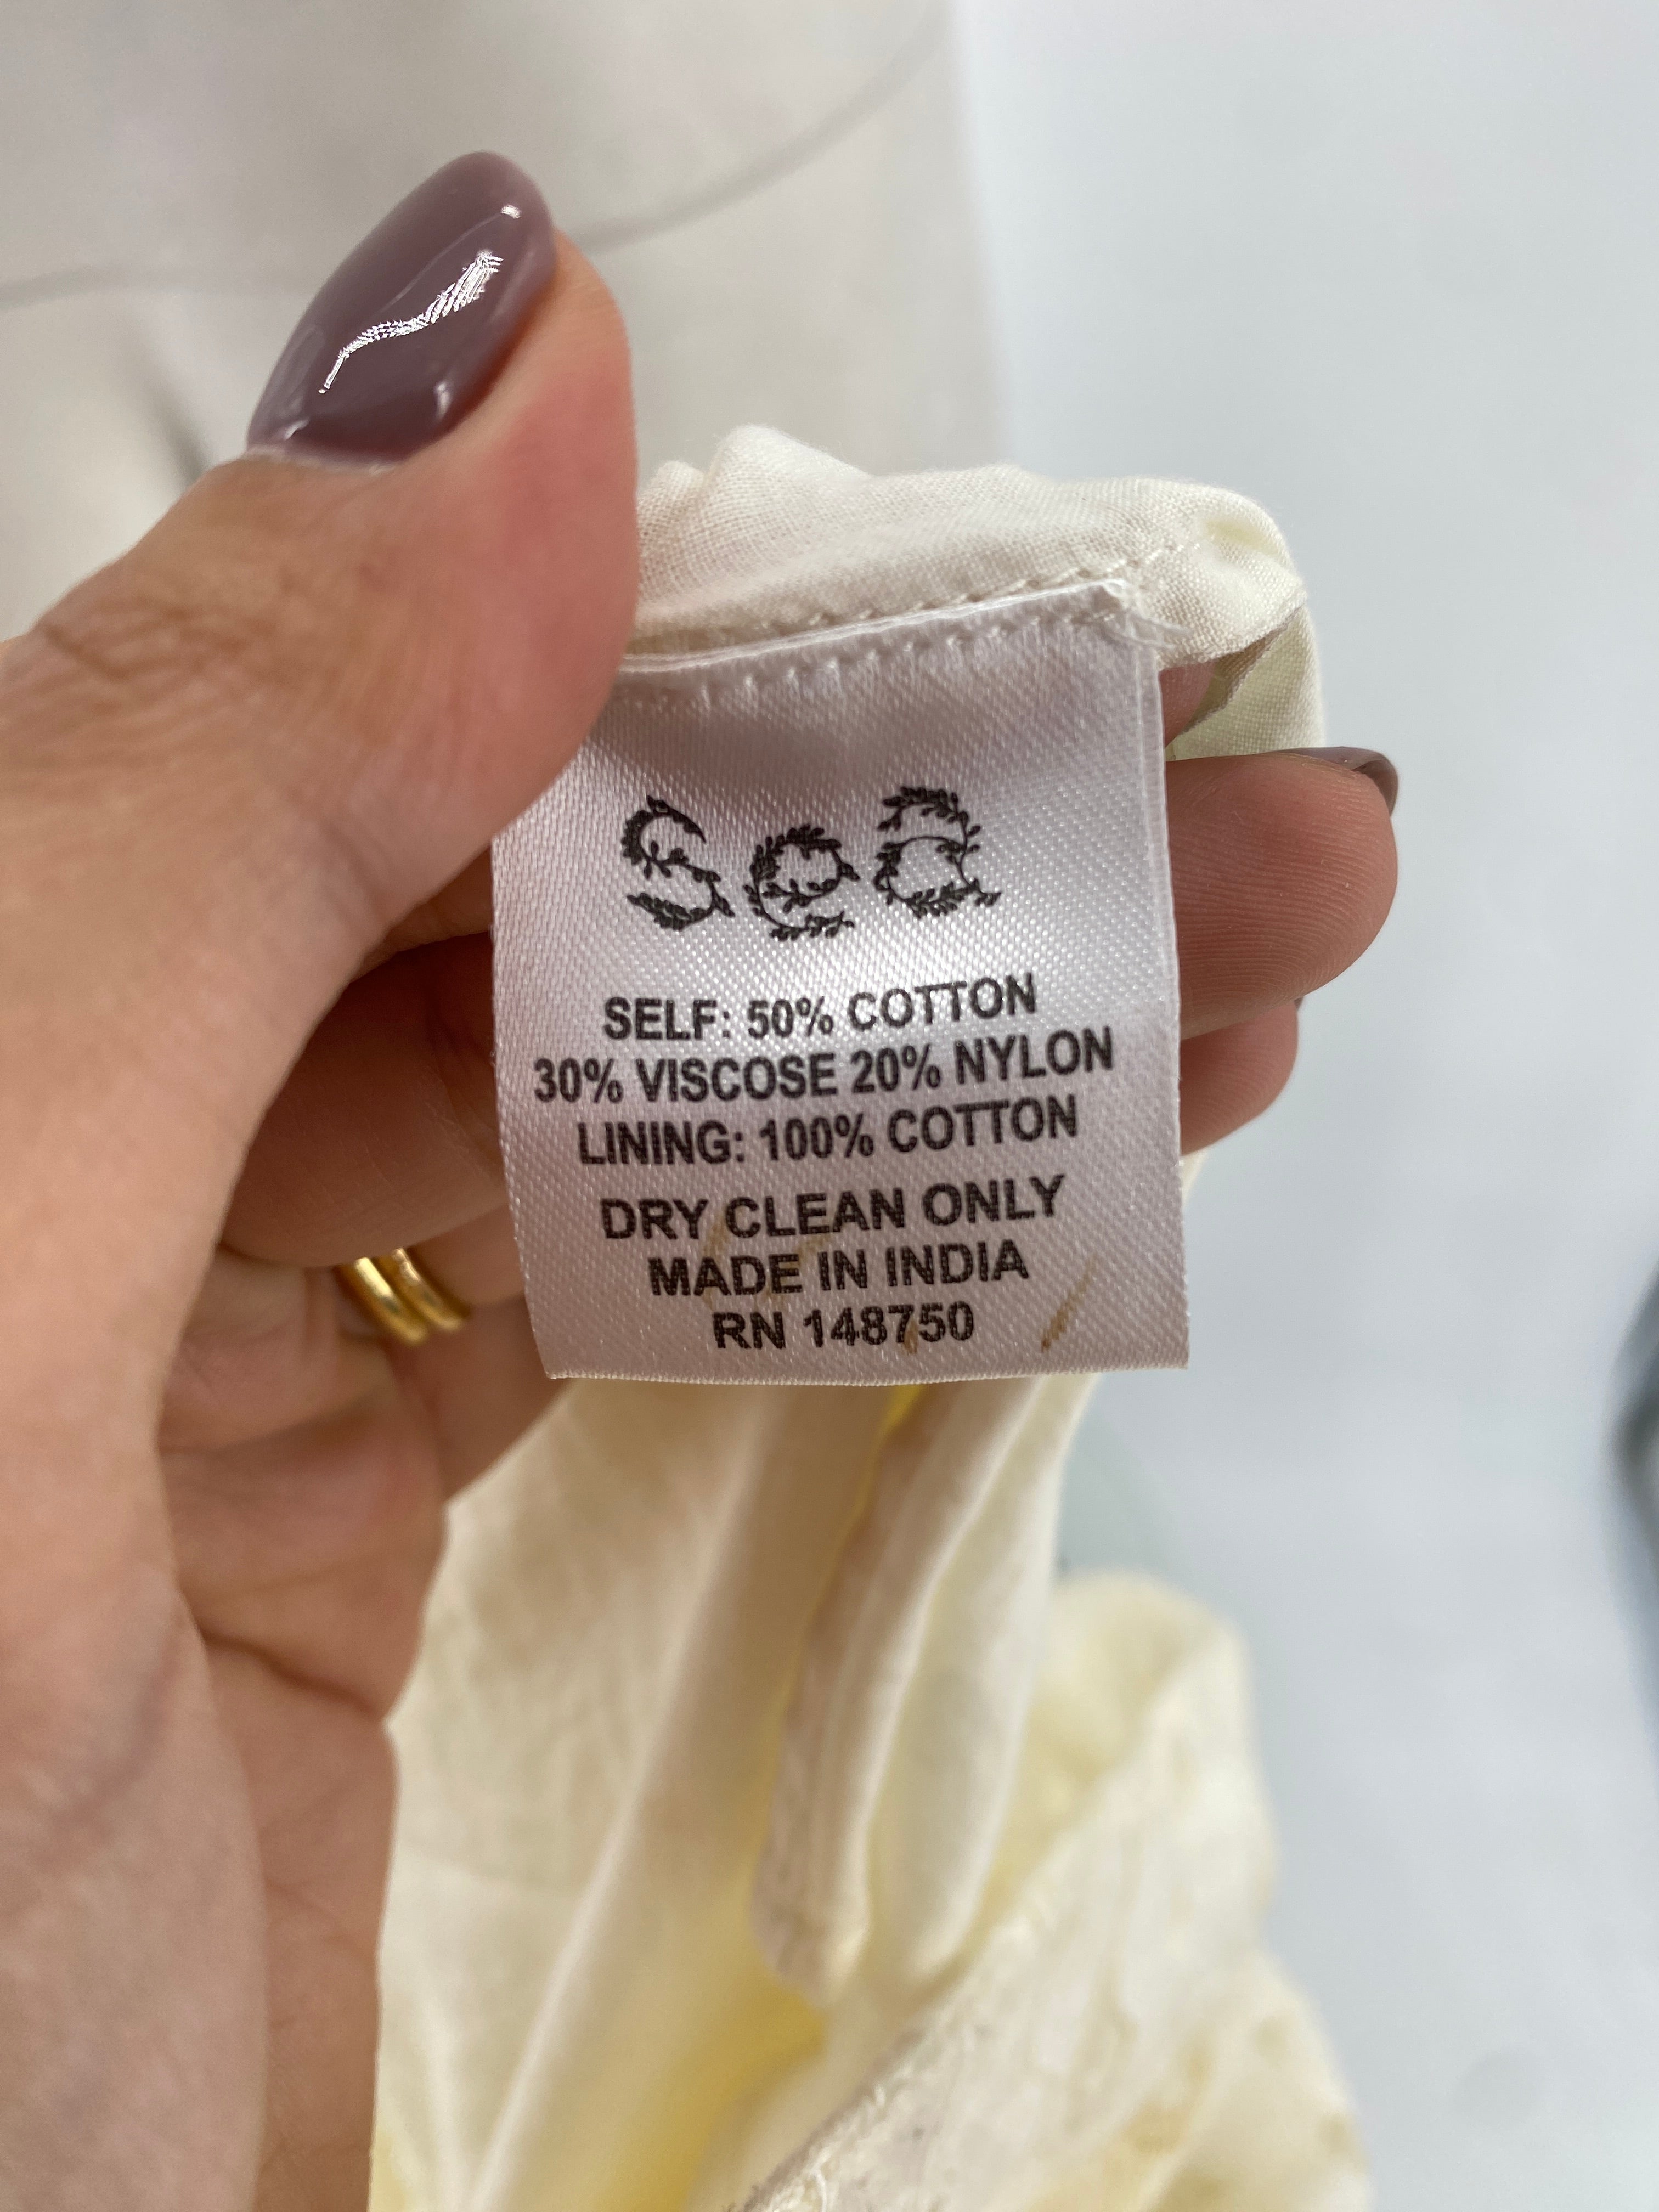 Sea
SELF: 50% COTTON
30% VISCOSE 20% NYLON
LINING: 100% COTTON
DRY CLEAN ONLY
MADE IN INDIA
RN 148750